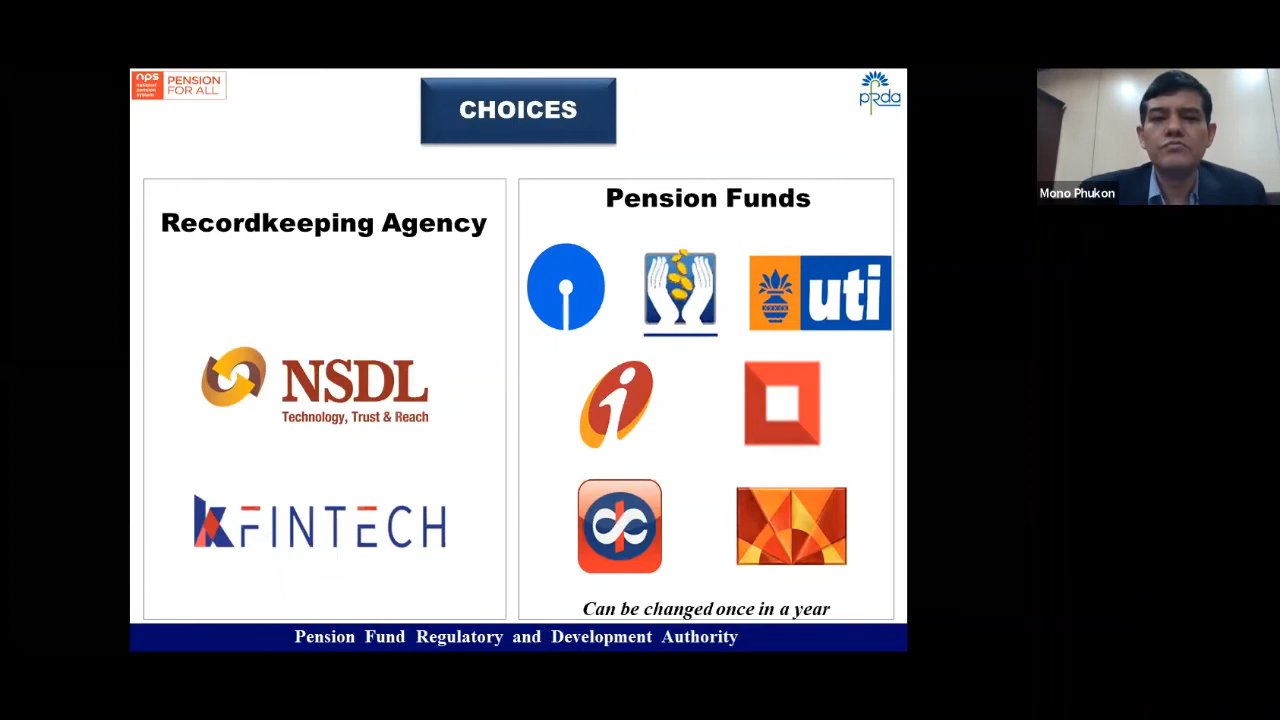 nps
national
pension
system
PENSION
FOR ALL
CHOICES
pfrda
Mono Phukon
Recordkeeping Agency
NSDL
Technology, Trust & Reach
KFINTECH
Pension Funds
uti
Can be changed once in a year
Pension Fund Regulatory and Development Authority